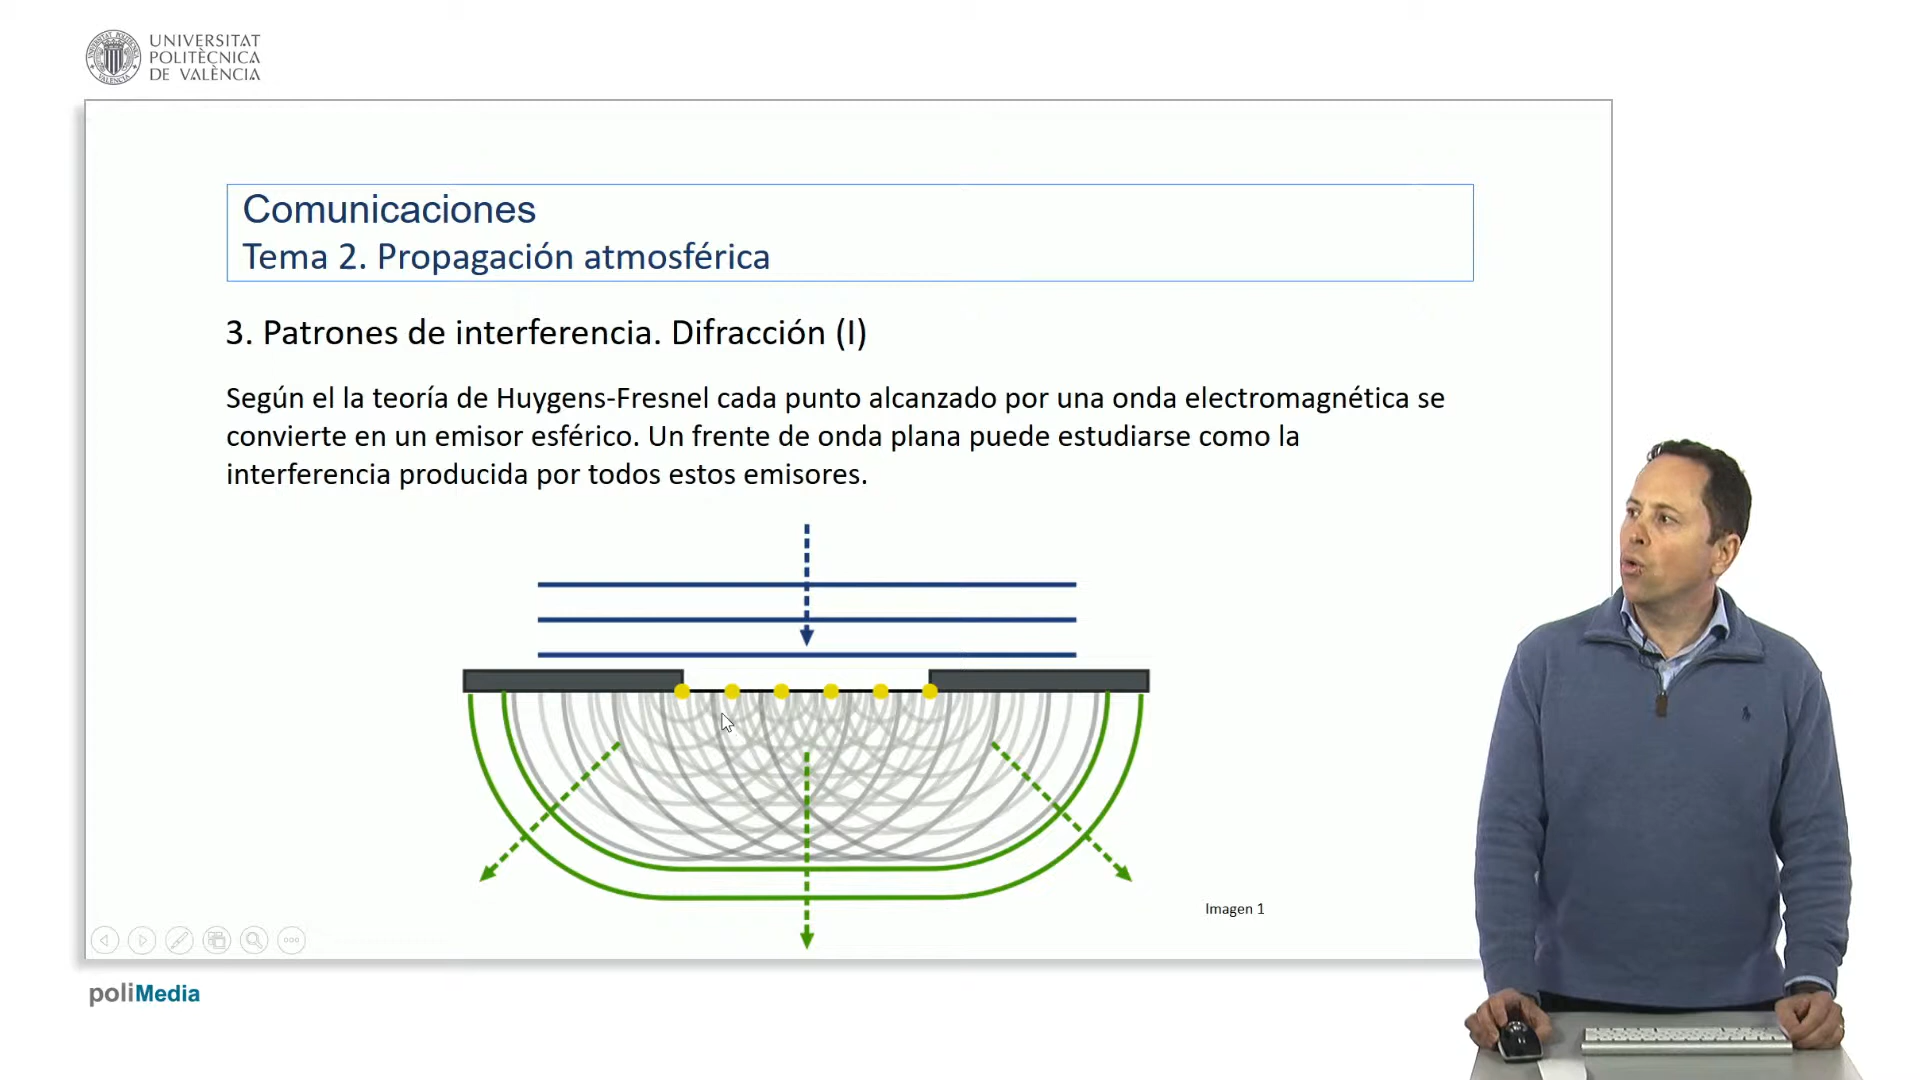 UNIVERSITAT
POLITÈCNICA
DE VALÈNCIA
Comunicaciones
Tema 2. Propagación atmosférica
3. Patrones de interferencia. Difracción (I)
Según el la teoría de Huygens-Fresnel cada punto alcanzado por una onda electromagnética se
convierte en un emisor esférico. Un frente de onda plana puede estudiarse como la
interferencia producida por todos estos emisores.
Imagen 1
poliMedia